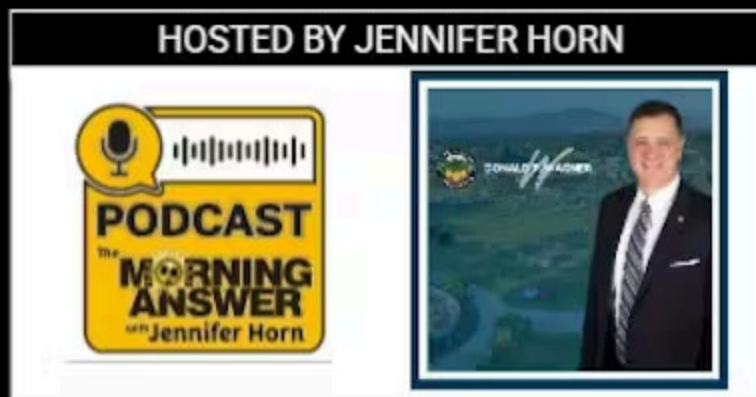 HOSTED BY JENNIFER HORN
PODCAST
The
MORNING
ANSWER
WITH Jennifer Horn
DONALD P. WAGNER